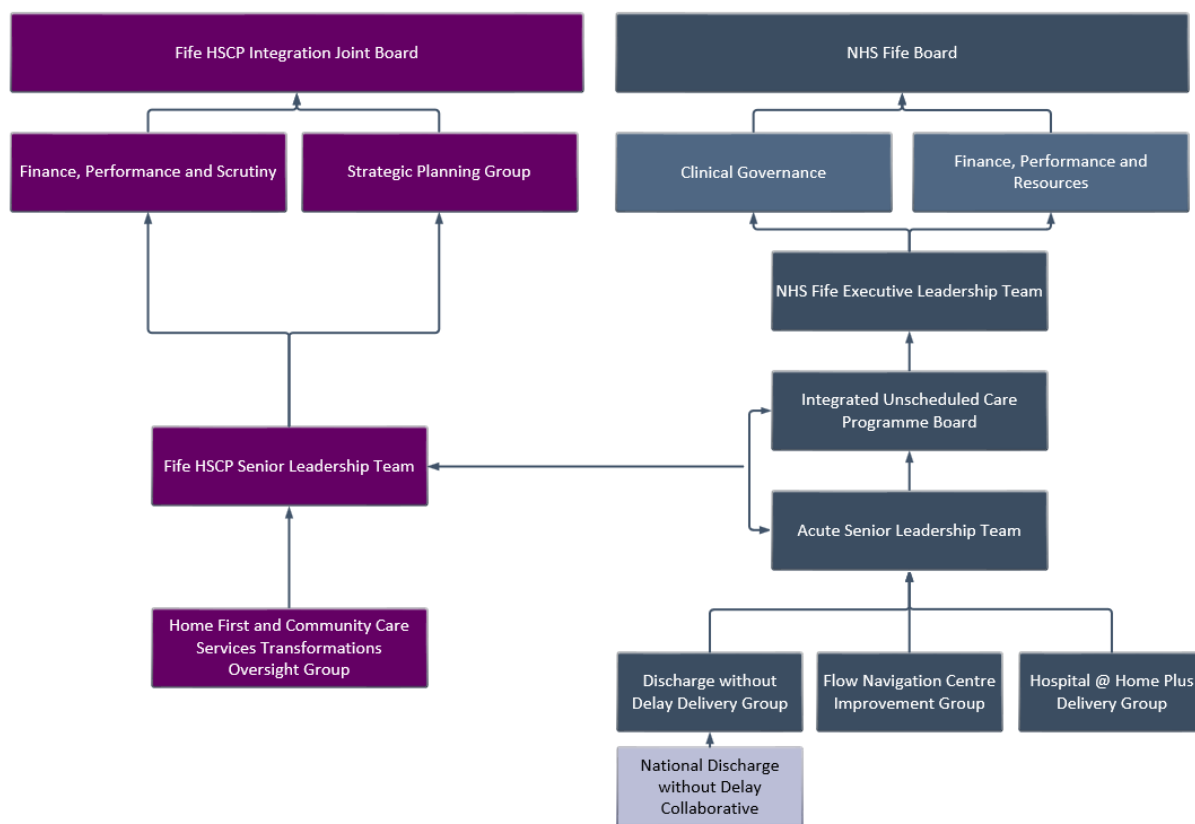 Fife HSCP Integration Joint Board
NHS Fife Board
Finance, Performance and Scrutiny
Strategic Planning Group
Clinical Governance
Finance, Performance and
Resources
NHS Fife Executive Leadership Team
Integrated Unscheduled Care
Programme Board
Fife HSCP Senior Leadership Team
Acute Senior Leadership Team
Home First and Community Care
Services Transformations
Oversight Group
Discharge without
Delay Delivery Group
Flow Navigation Centre
Improvement Group
Hospital @ Home Plus
Delivery Group
National Discharge
without Delay
Collaborative